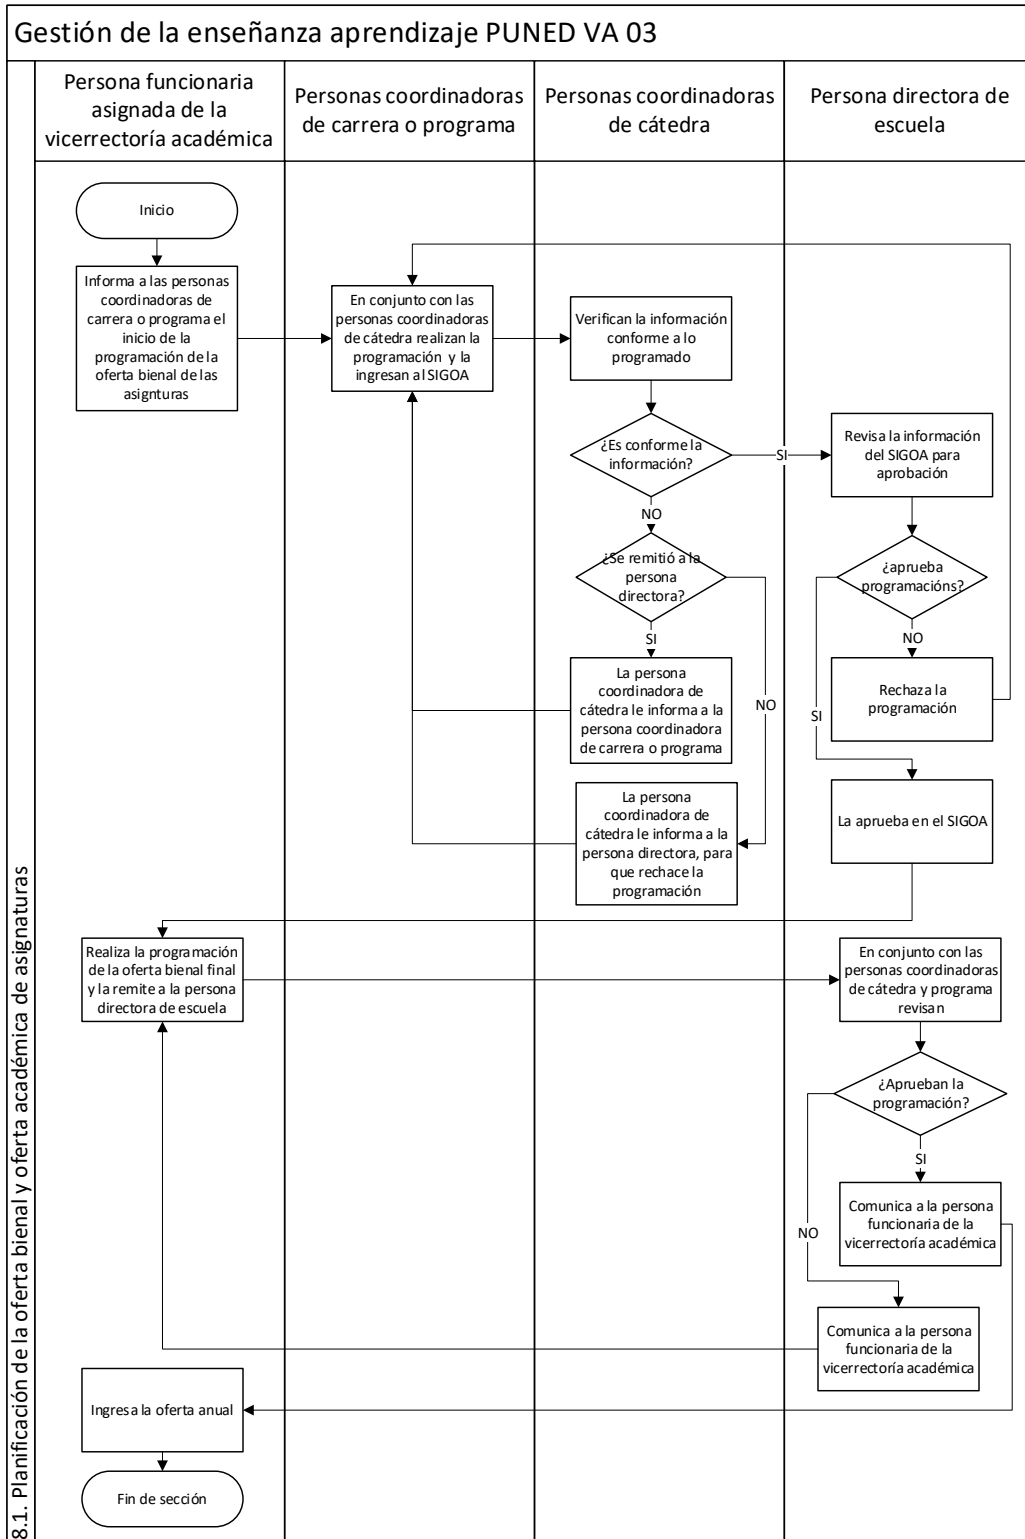 Gestión de la enseñanza aprendizaje PUNED VA 03
8.1. Planificación de la oferta bienal y oferta académica de asignaturas
Persona funcionaria
asignada de la
vicerrectoría académica
Personas coordinadoras
de carrera o programa
Personas coordinadoras
de cátedra
Persona directora de
escuela
Inicio
Informa a las personas
coordinadoras de
carrera o programa el
inicio de la
programación de la
oferta bienal de las
asignturas
En conjunto con las
personas coordinadoras
de cátedra realizan la
programación y la
ingresan al SIGOA
Verifican la información
conforme a lo
programado
¿Es conforme la
información?
SI
Revisa la información
del SIGOA para
aprobación
NO
¿Se remitió a la
persona
directora?
¿aprueba
programacións?
SI
NO
La persona
coordinadora de
cátedra le informa a la
persona coordinadora
de carrera o programa
NO
Rechaza la
programación
SI
La persona
coordinadora de
cátedra le informa a la
persona directora, para
que rechace la
programación
La aprueba en el SIGOA
Realiza la programación
de la oferta bienal final
y la remite a la persona
directora de escuela
En conjunto con las
personas coordinadoras
de cátedra y programa
revisan
¿Aprueban la
programación?
SI
Comunica a la persona
funcionaria de la
vicerrectoría académica
NO
Comunica a la persona
funcionaria de la
vicerrectoría académica
Ingresa la oferta anual
Fin de sección